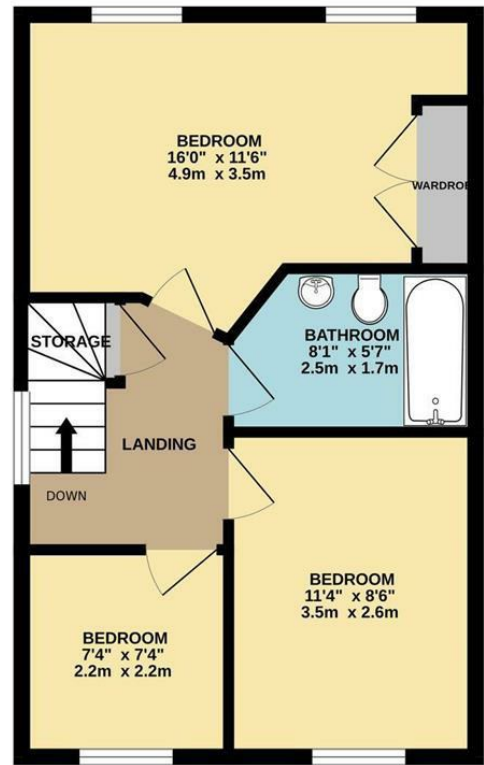 BEDROOM
16'0" x 11'6"
4.9m x 3.5m
WARDROB
STORAGE
BATHROOM
8'1" x 5'7"
2.5m x 1.7m
LANDING
DOWN
BEDROOM
11'4" x 8'6"
3.5m x 2.6m
BEDROOM
7'4" x 7'4"
2.2m x 2.2m